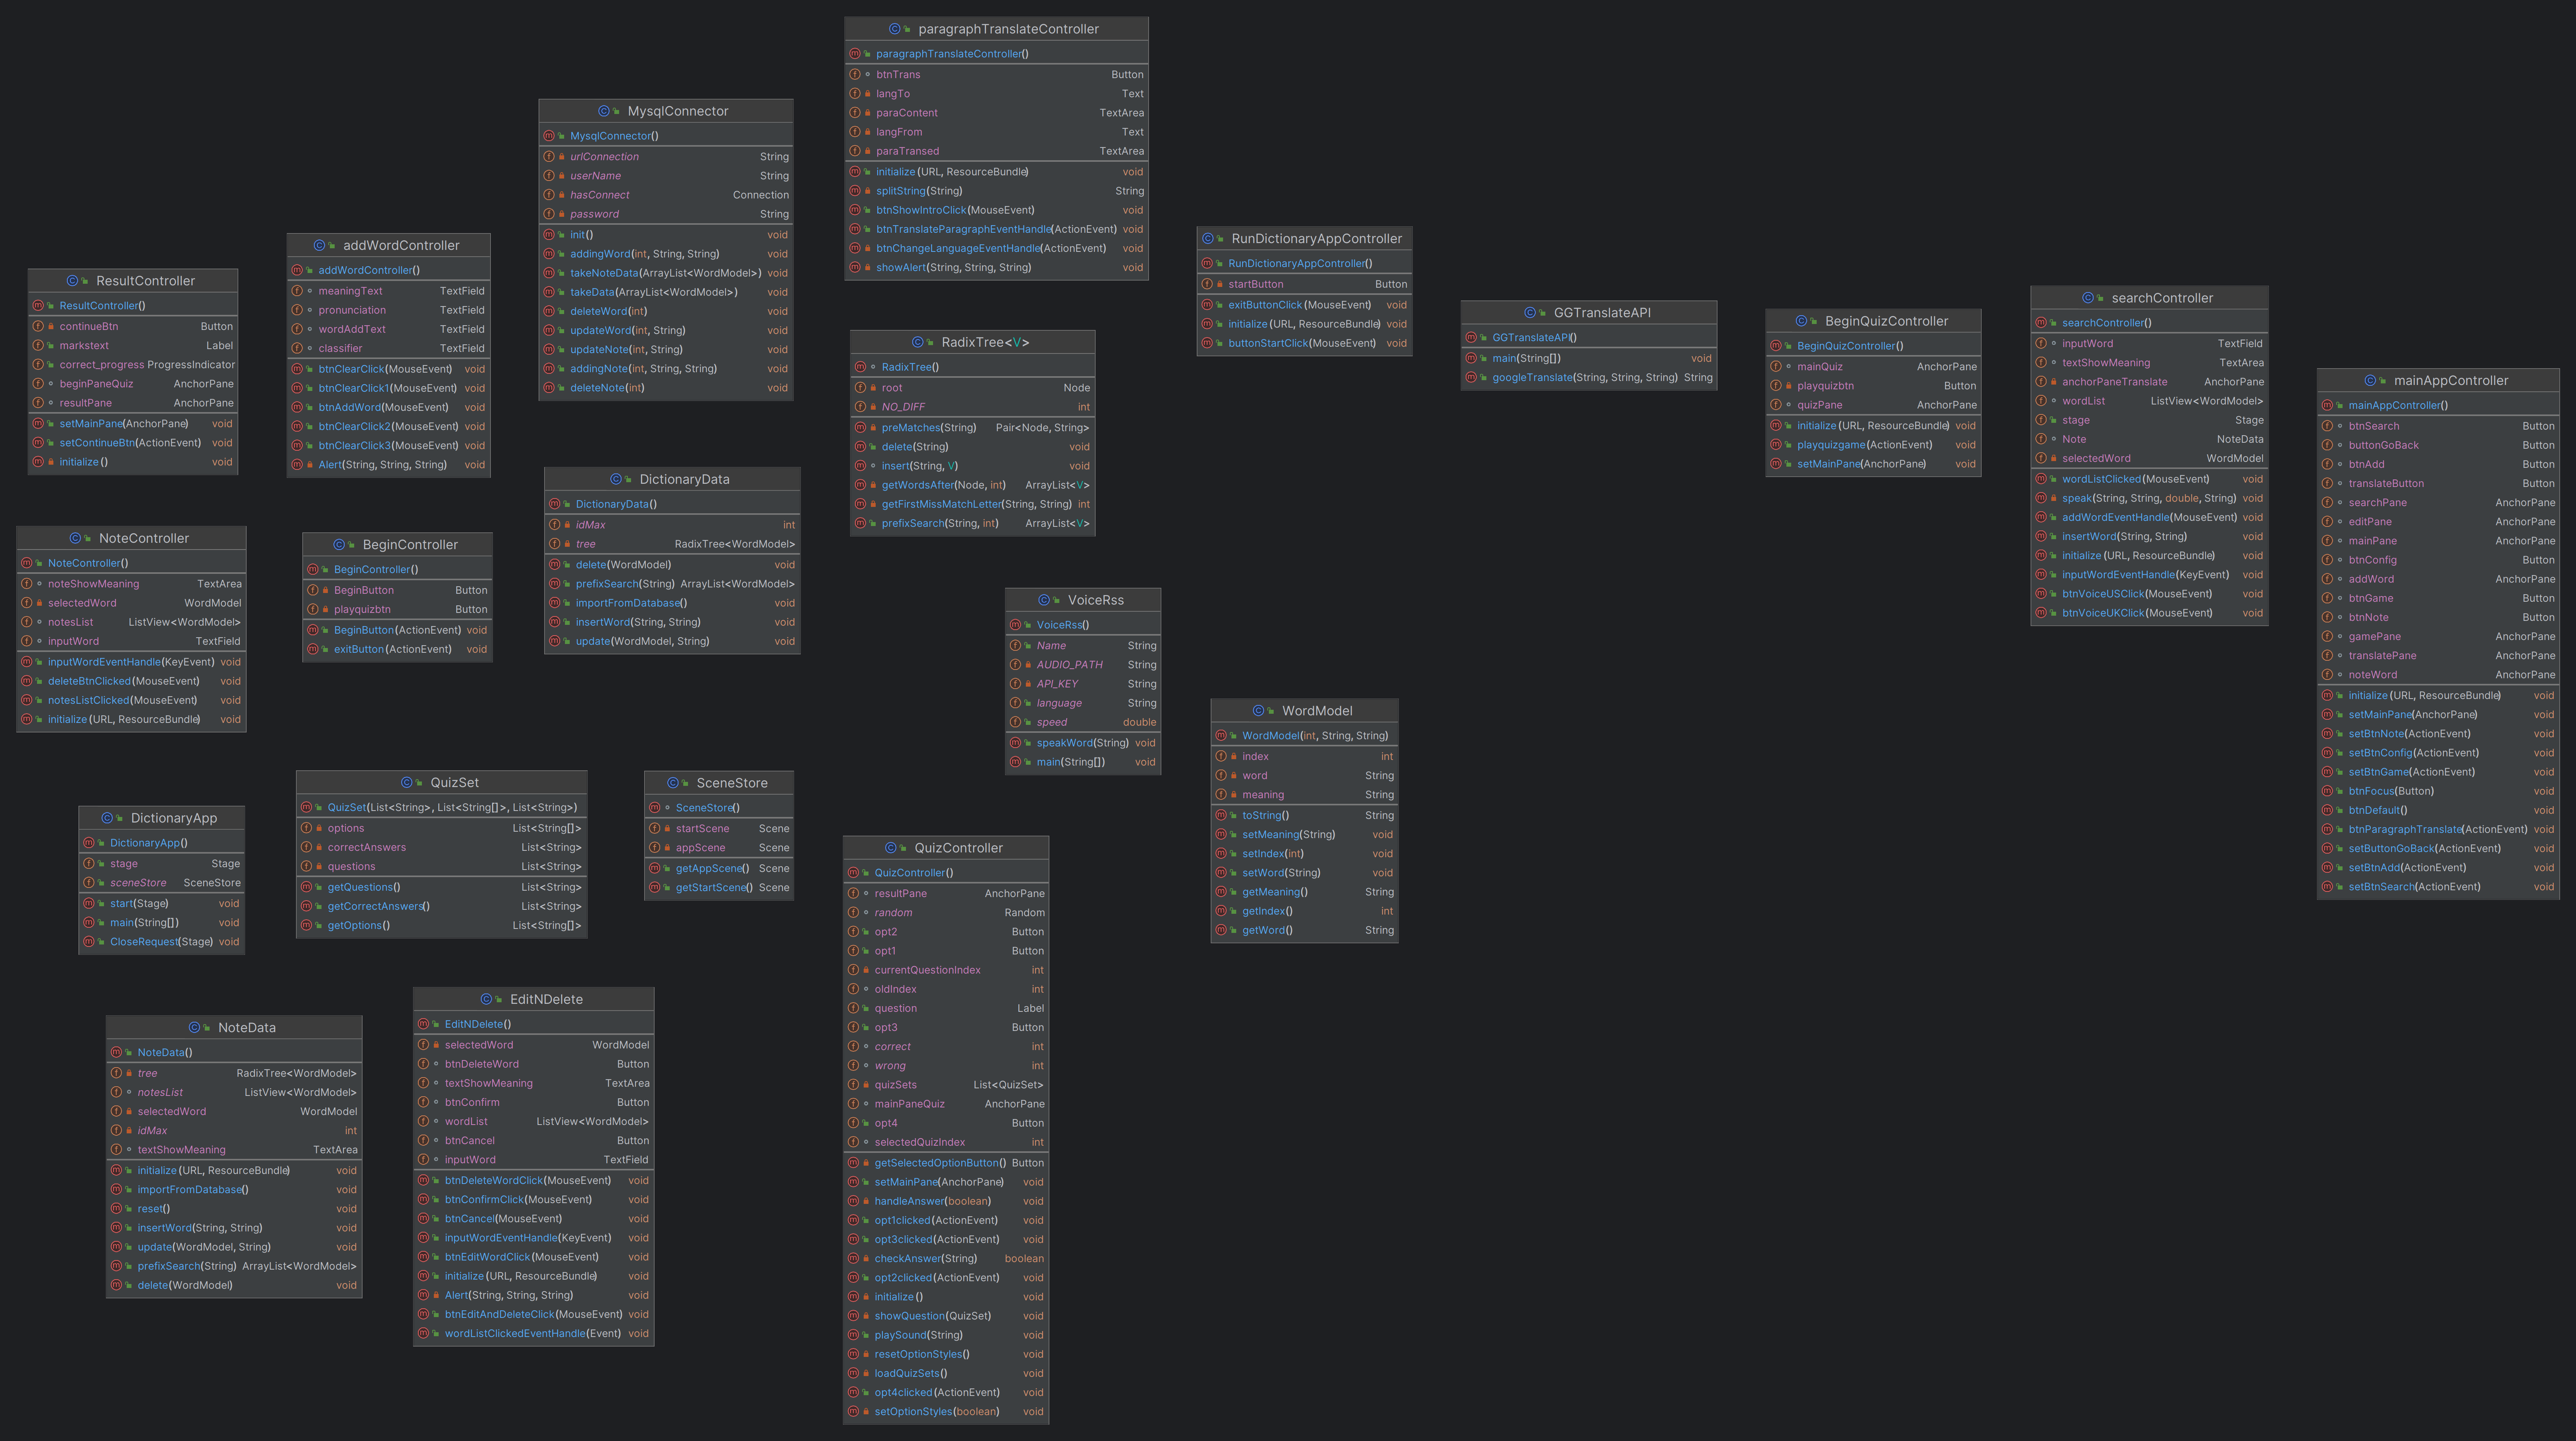 paragraphTranslateController
paragraphTranslateController()
btnTrans Button
langTo Text
paraContent TextArea
langFrom Text
paraTransed TextArea
initialize(URL, ResourceBundle) void
splitString(String) String
btnShowIntroClick(MouseEvent) void
btnTranslateParagraphEventHandle(ActionEvent) void
btnChangeLanguageEventHandle(ActionEvent) void
showAlert(String, String, String) void
MysqlConnector
MysqlConnector()
urlConnection String
userName String
hasConnect Connection
password String
init() void
addingWord(int, String, String) void
takeNoteData(ArrayList<WordModel>) void
takeData(ArrayList<WordModel>) void
deleteWord(int) void
updateWord(int, String) void
updateNote(int, String) void
addingNote(int, String, String) void
deleteNote(int) void
addWordController
addWordController()
meaningText TextField
pronunciation TextField
wordAddText TextField
classifier TextField
btnClearClick(MouseEvent) void
btnClearClick1(MouseEvent) void
btnAddWord(MouseEvent) void
btnClearClick2(MouseEvent) void
btnClearClick3(MouseEvent) void
Alert(String, String, String) void
ResultController
ResultController()
continueBtn Button
markstext Label
correct_progress ProgressIndicator
beginPaneQuiz AnchorPane
resultPane AnchorPane
setMainPane(AnchorPane) void
setContinueBtn(ActionEvent) void
initialize() void
RunDictionaryAppController
RunDictionaryAppController()
startButton Button
exitButtonClick(MouseEvent) void
initialize(URL, ResourceBundle) void
buttonStartClick(MouseEvent) void
GGTranslateAPI
GGTranslateAPI()
main(String[]) void
googleTranslate(String, String, String) String
BeginQuizController
BeginQuizController()
mainQuiz AnchorPane
playquizbtn Button
quizPane AnchorPane
initialize(URL, ResourceBundle) void
playquizgame(ActionEvent) void
setMainPane(AnchorPane) void
searchController
searchController()
inputWord TextField
textShowMeaning TextArea
anchorPaneTranslate AnchorPane
wordList ListView<WordModel>
stage Stage
Note NoteData
selectedWord WordModel
wordListClicked(MouseEvent) void
speak(String, String, double, String) void
addWordEventHandle(MouseEvent) void
insertWord(String, String) void
initialize(URL, ResourceBundle) void
inputWordEventHandle(KeyEvent) void
btnVoiceUSClick(MouseEvent) void
btnVoiceUKClick(MouseEvent) void
mainAppController
mainAppController()
btnSearch Button
buttonGoBack Button
btnAdd Button
translateButton Button
searchPane AnchorPane
editPane AnchorPane
mainPane AnchorPane
btnConfig Button
addWord AnchorPane
btnGame Button
btnNote Button
gamePane AnchorPane
translatePane AnchorPane
noteWord AnchorPane
initialize(URL, ResourceBundle) void
setMainPane(AnchorPane) void
setBtnNote(ActionEvent) void
setBtnConfig(ActionEvent) void
setBtnGame(ActionEvent) void
btnFocus(Button) void
btnDefault() void
btnParagraphTranslate(ActionEvent) void
setButtonGoBack(ActionEvent) void
setBtnAdd(ActionEvent) void
setBtnSearch(ActionEvent) void
RadixTree<V>
RadixTree()
root Node
NO_DIFF int
preMatches(String) Pair<Node, String>
delete(String) void
insert(String, V) void
getWordsAfter(Node, int) ArrayList<V>
getFirstMissMatchLetter(String, String) int
prefixSearch(String, int) ArrayList<V>
DictionaryData
DictionaryData()
idMax int
tree RadixTree<WordModel>
delete(WordModel) void
prefixSearch(String) ArrayList<WordModel>
importFromDatabase() void
insertWord(String, String) void
update(WordModel, String) void
NoteController
NoteController()
noteShowMeaning TextArea
selectedWord WordModel
notesList ListView<WordModel>
inputWord TextField
inputWordEventHandle(KeyEvent) void
deleteBtnClicked(MouseEvent) void
notesListClicked(MouseEvent) void
initialize(URL, ResourceBundle) void
BeginController
BeginController()
BeginButton Button
playquizbtn Button
BeginButton(ActionEvent) void
exitButton(ActionEvent) void
VoiceRss
VoiceRss()
Name String
AUDIO_PATH String
API_KEY String
language String
speed double
speakWord(String) void
main(String[]) void
WordModel
WordModel(int, String, String)
index int
word String
meaning String
toString() String
setMeaning(String) void
setIndex(int) void
setWord(String) void
getMeaning() String
getIndex() int
getWord() String
DictionaryApp
DictionaryApp()
stage Stage
sceneStore SceneStore
start(Stage) void
main(String[]) void
CloseRequest(Stage) void
QuizSet
QuizSet(List<String>, List<String[]>, List<String>)
options List<String[]>
correctAnswers List<String>
questions List<String>
getQuestions() List<String>
getCorrectAnswers() List<String>
getOptions() List<String[]>
SceneStore
SceneStore()
startScene Scene
appScene Scene
getAppScene() Scene
getStartScene() Scene
QuizController
QuizController()
resultPane AnchorPane
random Random
opt2 Button
opt1 Button
currentQuestionIndex int
oldIndex int
question Label
opt3 Button
correct int
wrong int
quizSets List<QuizSet>
mainPaneQuiz AnchorPane
opt4 Button
selectedQuizIndex int
getSelectedOptionButton() Button
setMainPane(AnchorPane) void
handleAnswer(boolean) void
opt1clicked(ActionEvent) void
opt3clicked(ActionEvent) void
checkAnswer(String) boolean
opt2clicked(ActionEvent) void
initialize() void
showQuestion(QuizSet) void
playSound(String) void
resetOptionStyles() void
loadQuizSets() void
opt4clicked(ActionEvent) void
setOptionStyles(boolean) void
NoteData
NoteData()
tree RadixTree<WordModel>
notesList ListView<WordModel>
selectedWord WordModel
idMax int
textShowMeaning TextArea
initialize(URL, ResourceBundle) void
importFromDatabase() void
reset() void
insertWord(String, String) void
update(WordModel, String) void
prefixSearch(String) ArrayList<WordModel>
delete(WordModel) void
EditNDelete
EditNDelete()
selectedWord WordModel
btnDeleteWord Button
textShowMeaning TextArea
btnConfirm Button
wordList ListView<WordModel>
btnCancel Button
inputWord TextField
btnDeleteWordClick(MouseEvent) void
btnConfirmClick(MouseEvent) void
btnCancel(MouseEvent) void
inputWordEventHandle(KeyEvent) void
btnEditWordClick(MouseEvent) void
initialize(URL, ResourceBundle) void
Alert(String, String, String) void
btnEditAndDeleteClick(MouseEvent) void
wordListClickedEventHandle(Event) void